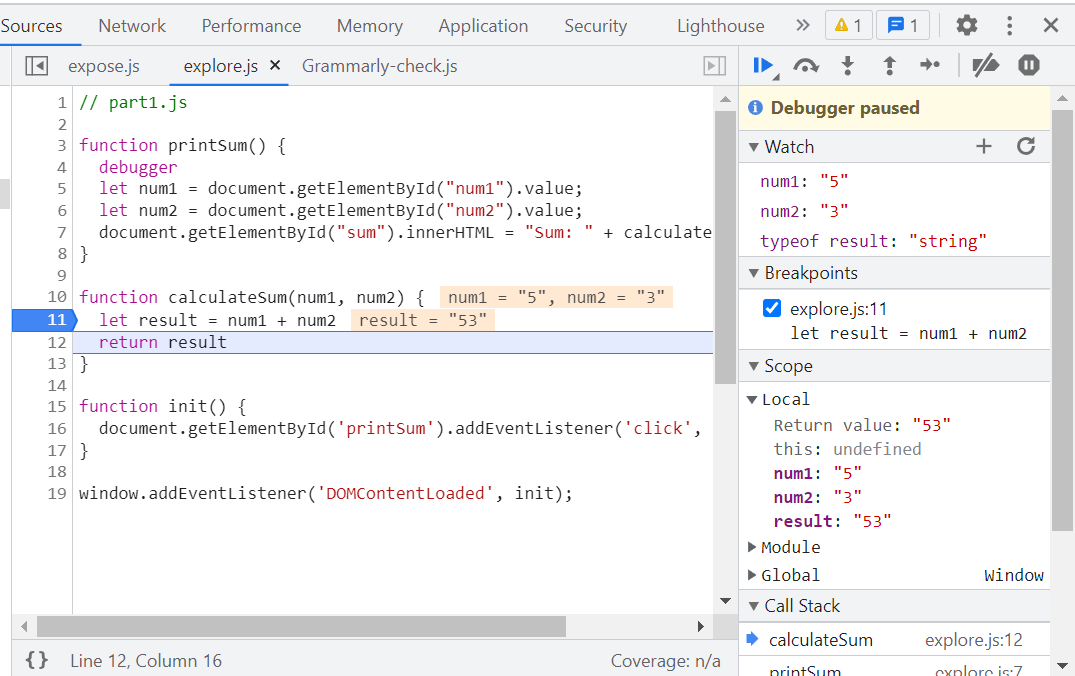 Sources Network Performance Memory Application Security Lighthouse 1 1
expose.js explore.js Grammarly-check.js
1 // part1.js
2
3 function printSum() {
4 debugger
5 let num1 = document.getElementById("num1").value;
6 let num2 = document.getElementById("num2").value;
7 document.getElementById("sum").innerHTML = "Sum: " + calculate
8 }
9
10 function calculateSum(num1, num2) { num1 = "5", num2 = "3"
11 let result = num1 + num2 result = "53"
12 return result
13 }
14
15 function init() {
16 document.getElementById('printSum').addEventListener('click',
17 }
18
19 window.addEventListener('DOMContentLoaded', init);
{} Line 12, Column 16 Coverage: n/a
Debugger paused
Watch
num1: "5"
num2: "3"
typeof result: "string"
Breakpoints
explore.js:11
let result = num1 + num2
Scope
Local
Return value: "53"
this: undefined
num1: "5"
num2: "3"
result: "53"
Module
Global Window
Call Stack
calculateSum explore.js:12
printSum explore.js:7